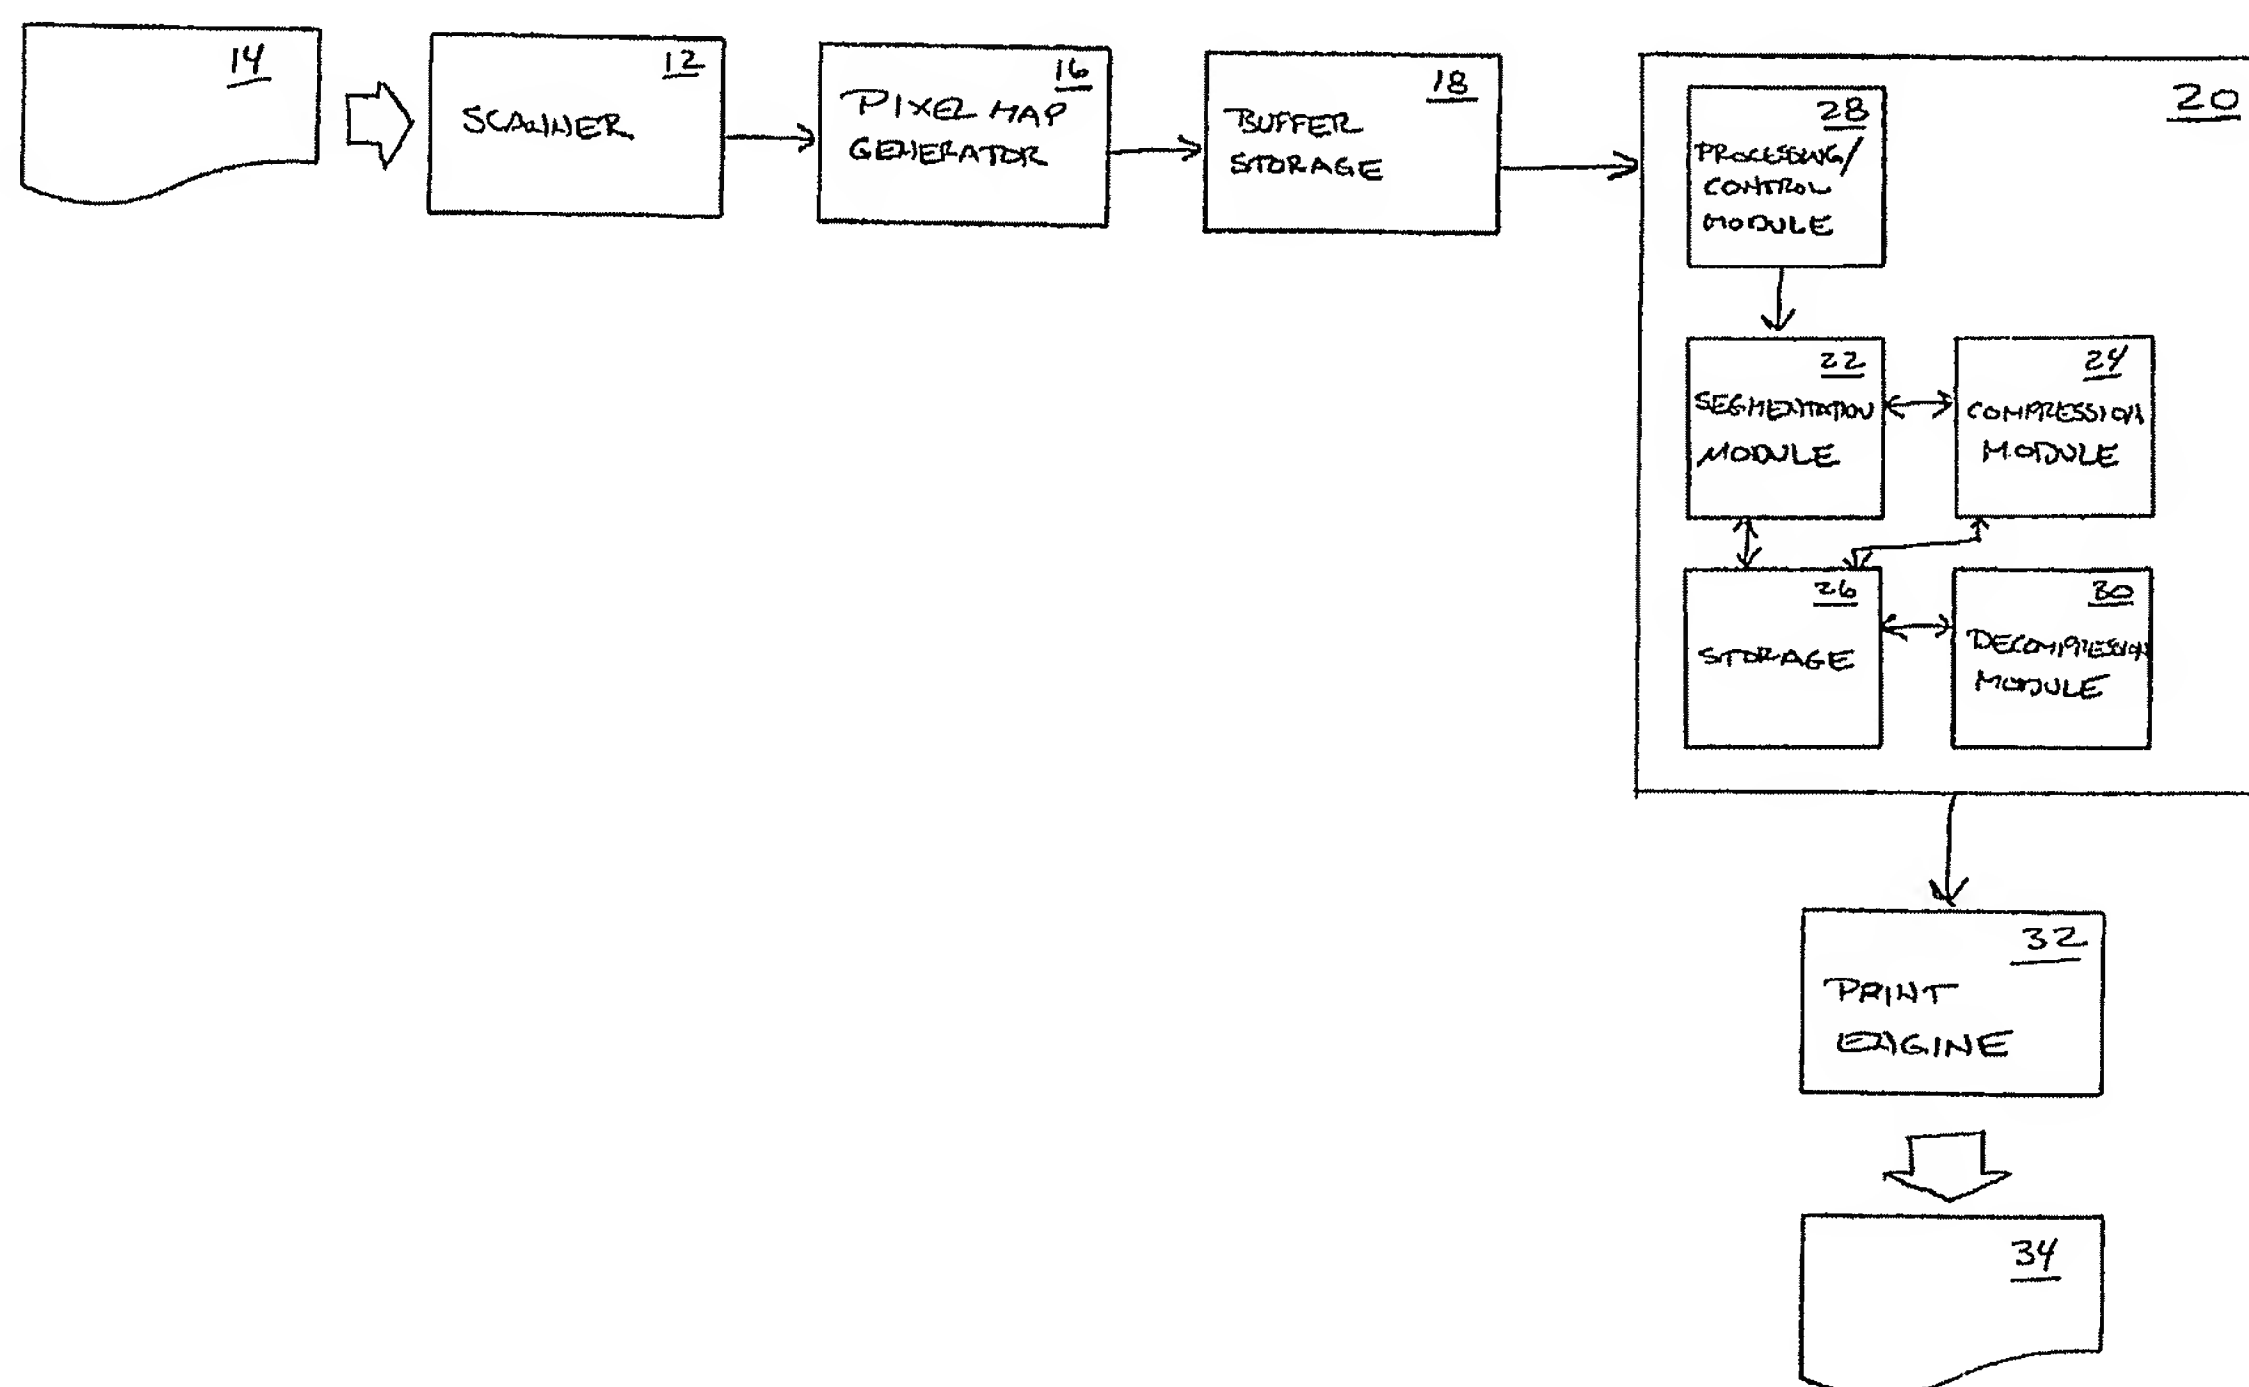 14
12
SCANNER
16
PIXEL MAP
GENERATOR
18
BUFFER
STORAGE
20
28
PROCESSING/
CONTROL
MODULE
22
SEGMENTATION
MODULE
24
COMPRESSION
MODULE
26
STORAGE
30
DECOMPRESSION
MODULE
32
PRINT
ENGINE
34